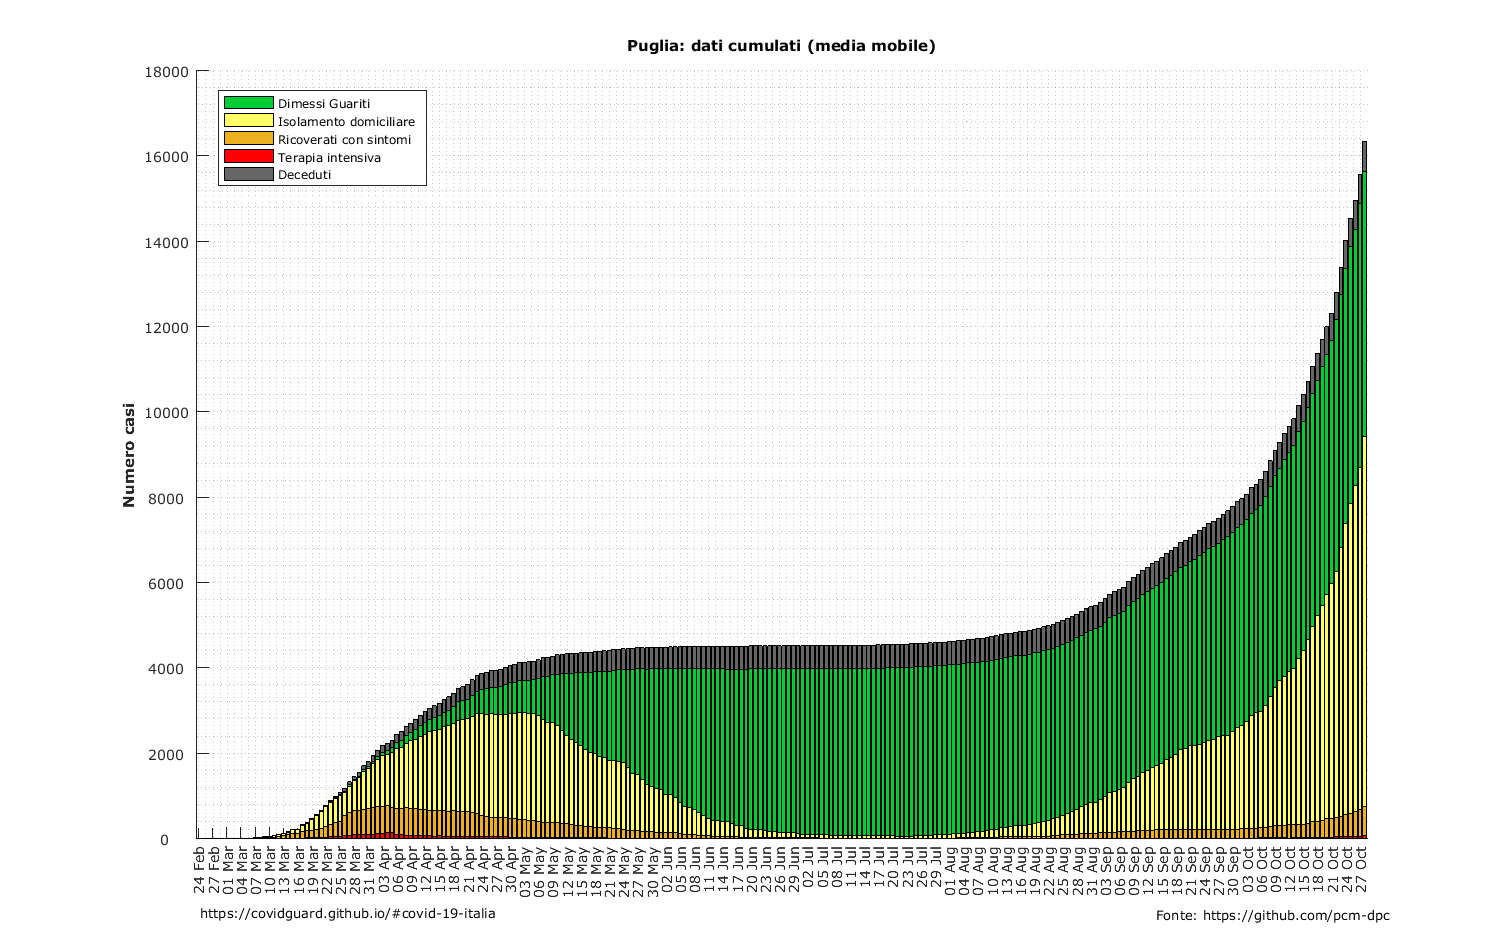 Puglia: dati cumulati (media mobile)
18000
16000
14000
12000
10000
8000
6000
4000
2000
0
Numero casi
Dimessi Guariti
Isolamento domiciliare
Ricoverati con sintomi
Terapia intensiva
Deceduti
24 Feb
27 Feb
01 Mar
04 Mar
07 Mar
10 Mar
13 Mar
16 Mar
19 Mar
22 Mar
25 Mar
28 Mar
31 Mar
03 Apr
06 Apr
09 Apr
12 Apr
15 Apr
18 Apr
21 Apr
24 Apr
27 Apr
30 Apr
03 May
06 May
09 May
12 May
15 May
18 May
21 May
24 May
27 May
30 May
02 Jun
05 Jun
08 Jun
11 Jun
14 Jun
17 Jun
20 Jun
23 Jun
26 Jun
29 Jun
02 Jul
05 Jul
08 Jul
11 Jul
14 Jul
17 Jul
20 Jul
23 Jul
26 Jul
29 Jul
01 Aug
04 Aug
07 Aug
10 Aug
13 Aug
16 Aug
19 Aug
22 Aug
25 Aug
28 Aug
31 Aug
03 Sep
06 Sep
09 Sep
12 Sep
15 Sep
18 Sep
21 Sep
24 Sep
27 Sep
30 Sep
03 Oct
06 Oct
09 Oct
12 Oct
15 Oct
18 Oct
21 Oct
24 Oct
27 Oct
https://covidguard.github.io/#covid-19-italia
Fonte: https://github.com/pcm-dpc